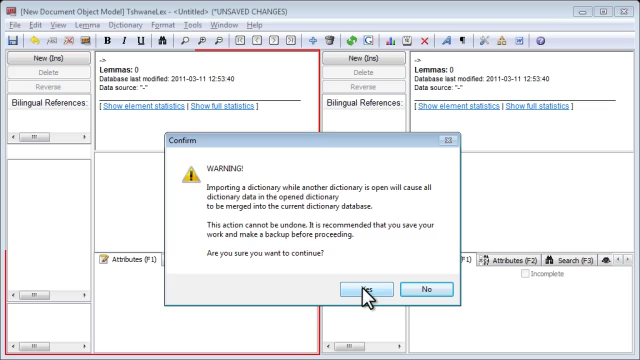 [New Document Object Model] TshwaneLex - <Untitled> (*UNSAVED CHANGES)
File Edit View Lemma Dictionary Format Tools Window Help
B I U
New (Ins)
Delete
Reverse
Bilingual References:
->
Lemmas: 0
Database last modified: 2011-03-11 12:53:40
Data source: "-"
[ Show element statistics | Show full statistics ]
New (Ins)
Delete
Reverse
Bilingual References:
->
Lemmas: 0
Database last modified: 2011-03-11 12:53:40
Data source: "-"
[ Show element statistics | Show full statistics ]
Confirm
WARNING!
Importing a dictionary while another dictionary is open will cause all
dictionary data in the opened dictionary
to be merged into the current dictionary database.
This action cannot be undone. It is recommended that you save your
work and make a backup before proceeding.
Are you sure you want to continue?
Yes No
Attributes (F1)
Attributes (F2) Search (F3)
Incomplete